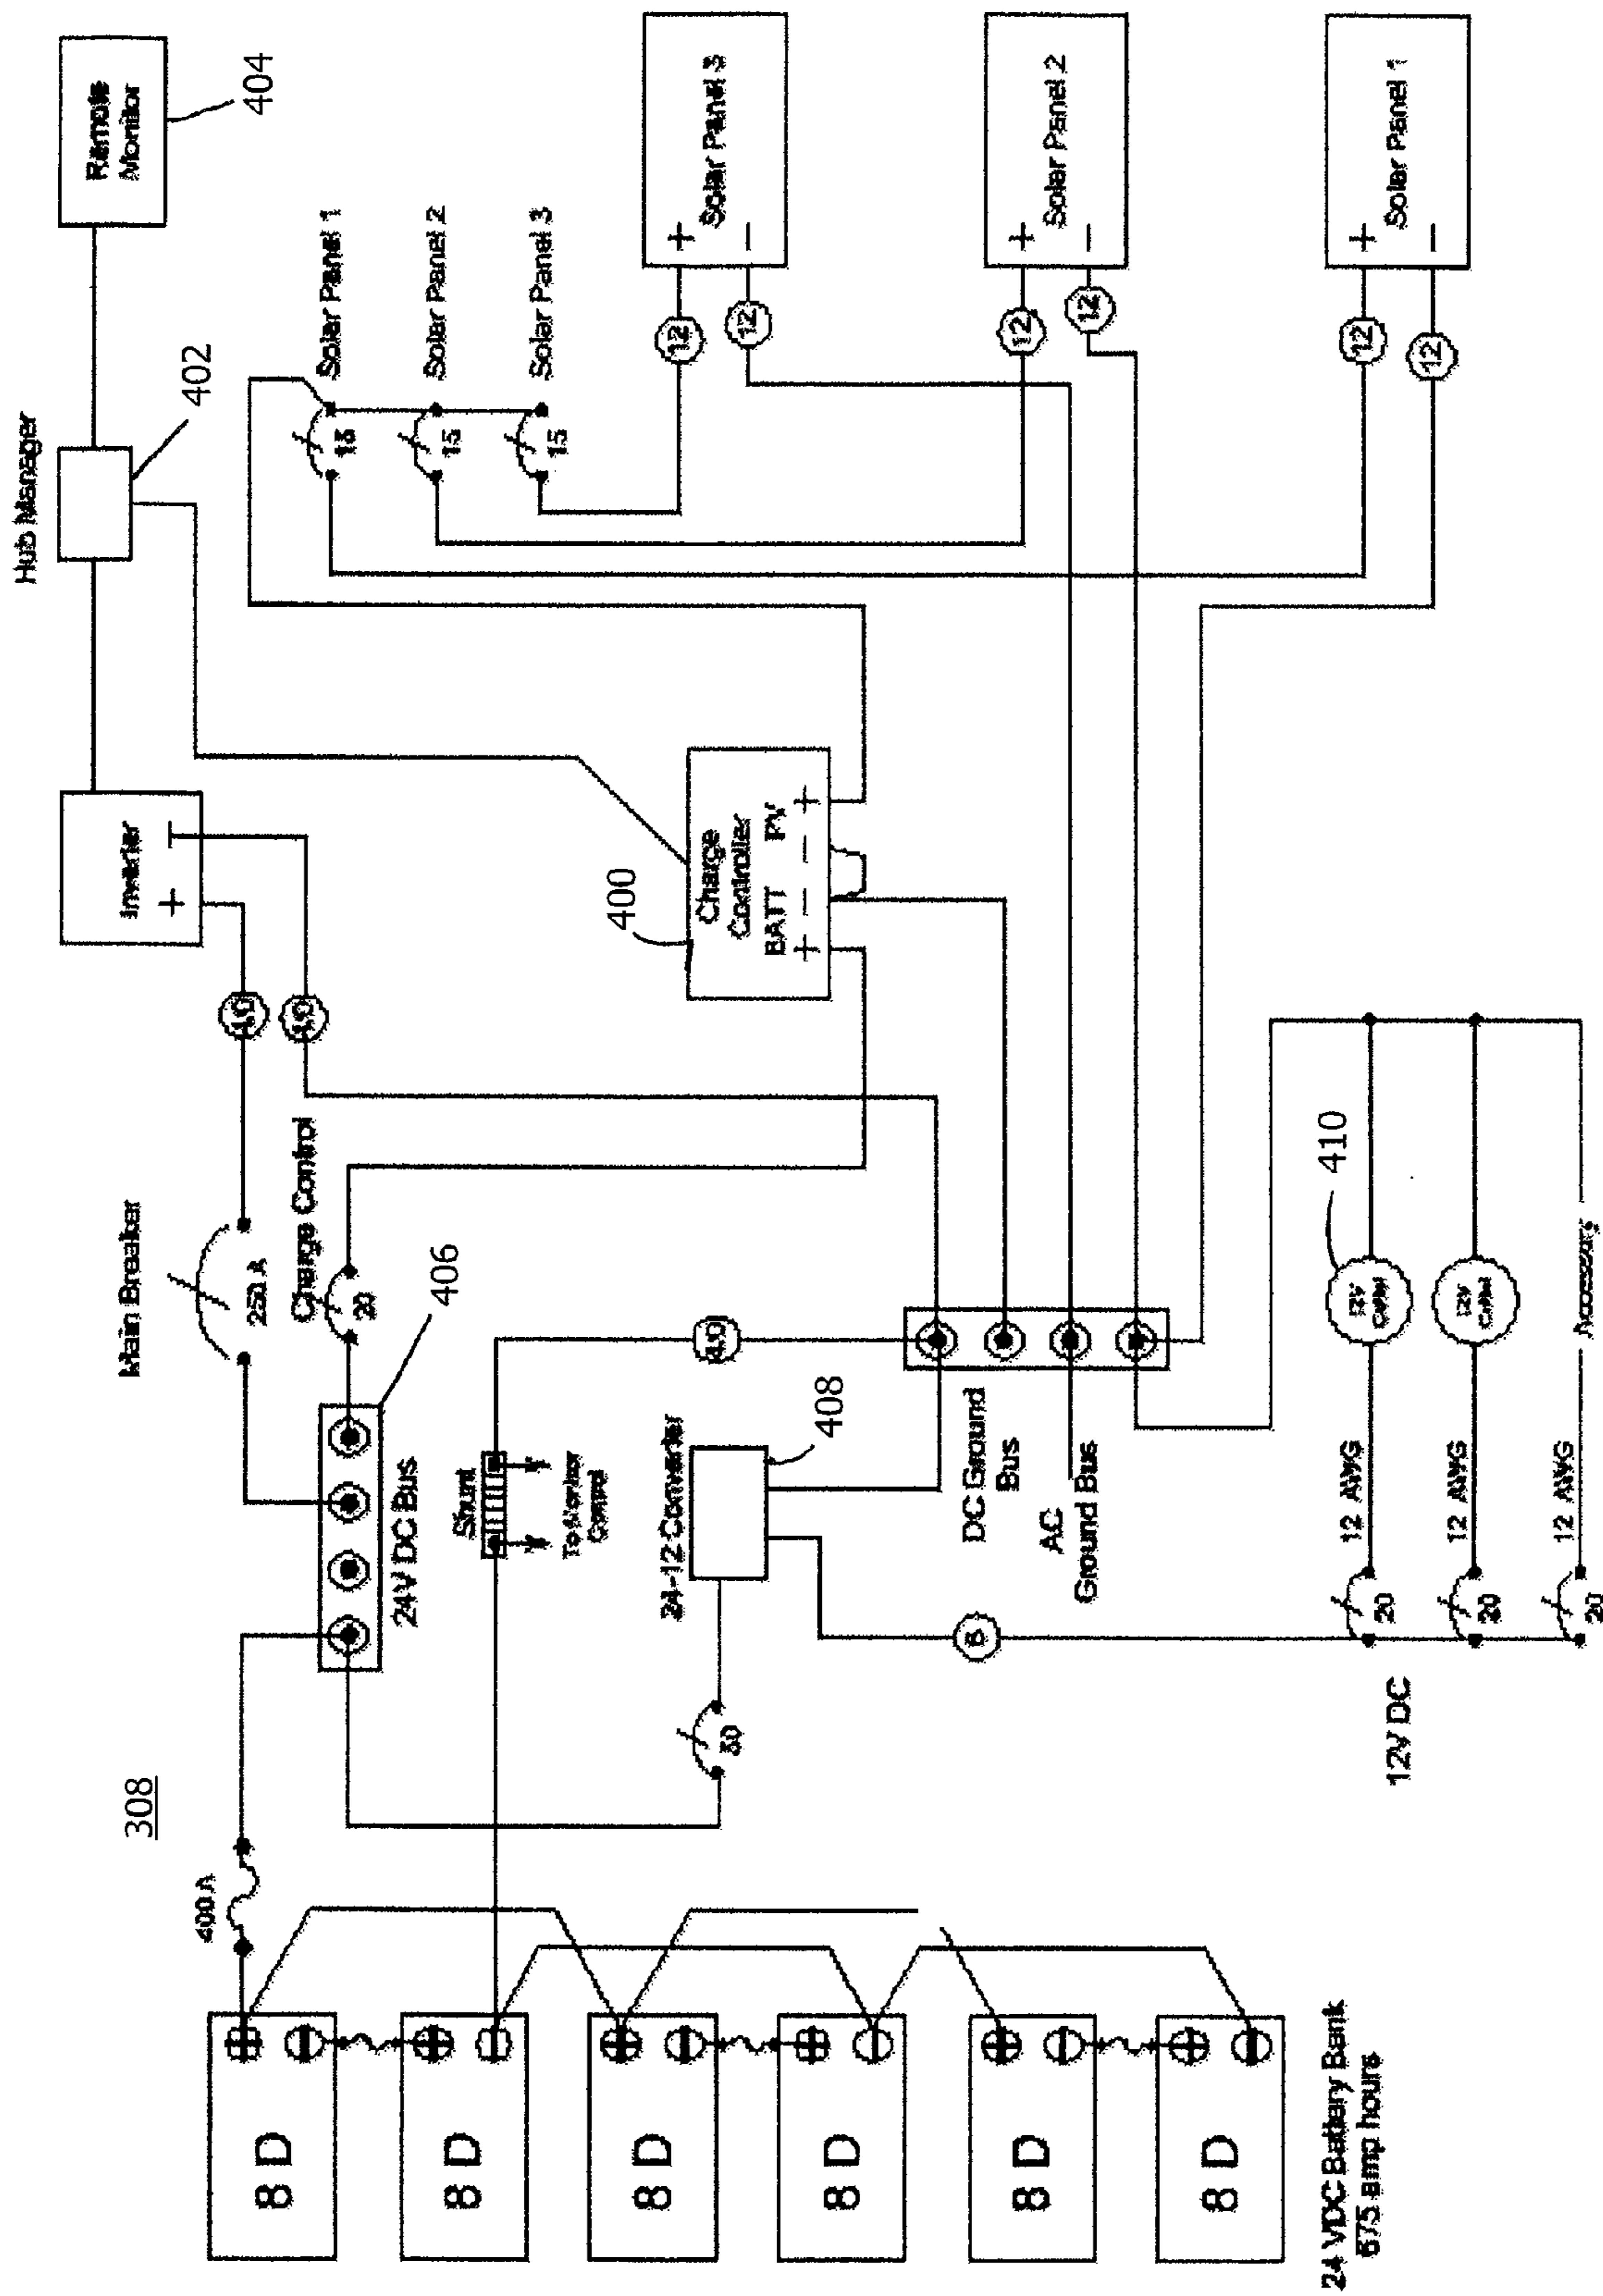 308
Hub Manager
402
Remote
Monitor
404
Inverter
+
−
Main Breaker
250 A
4.0
4.0
Charge Control
20
400 A
406
24V DC Bus
Shunt
To Monitor
Control
4.0
Solar Panel 1
15
Solar Panel 2
15
Solar Panel 3
15
400
Charge
Controller
BATT PV
+ − − +
24-12 Converter
408
DC Ground
Bus
AC
Ground Bus
+
−
Solar Panel 3
12
12
+
−
Solar Panel 2
12
12
+
−
Solar Panel 1
12
12
12V DC
20
12 AWG
12V
410
20
12 AWG
12V
20
12 AWG
Accessory
8 D
+
−
8 D
+
−
8 D
+
−
8 D
+
−
8 D
+
−
8 D
+
−
24 VDC Battery Bank
675 amp hours